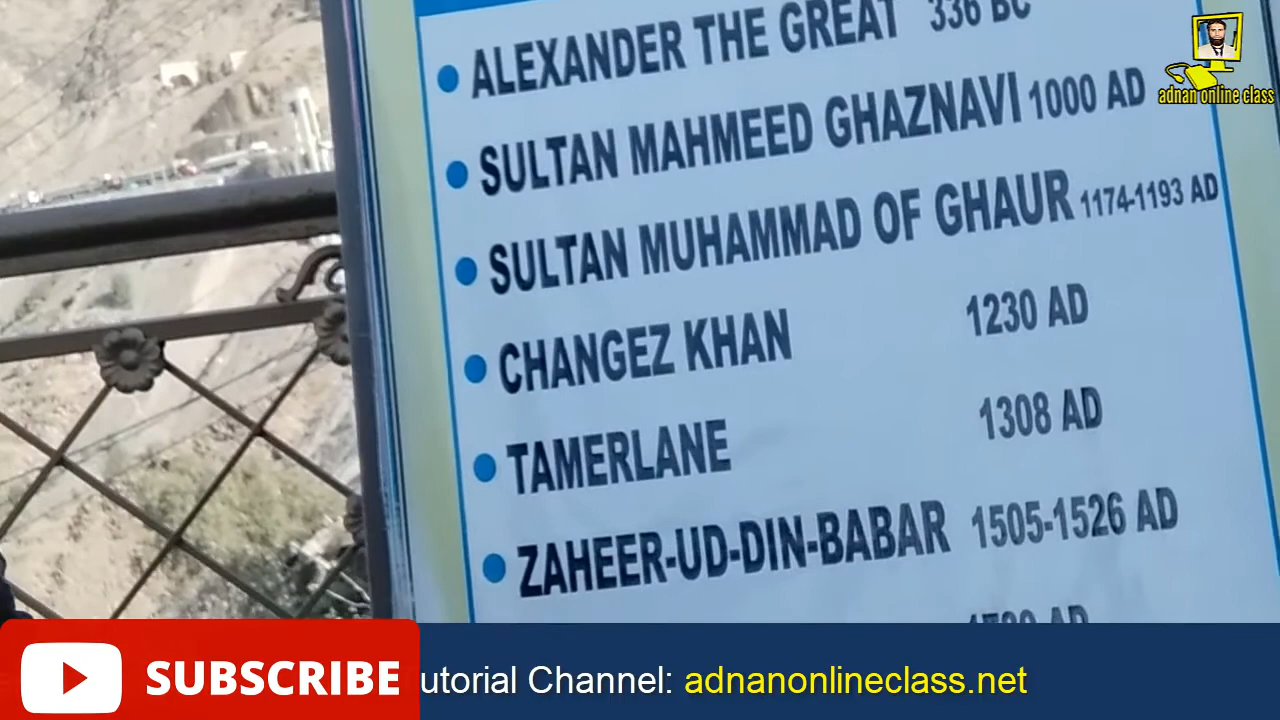 ALEXANDER THE GREAT 336 BC
SULTAN MAHMEED GHAZNAVI 1000 AD
SULTAN MUHAMMAD OF GHAUR 1174-1193 AD
CHANGEZ KHAN 1230 AD
TAMERLANE 1308 AD
ZAHEER-UD-DIN-BABAR 1505-1526 AD
AD
adnan online class
SUBSCRIBE
utorial Channel: adnanonlineclass.net